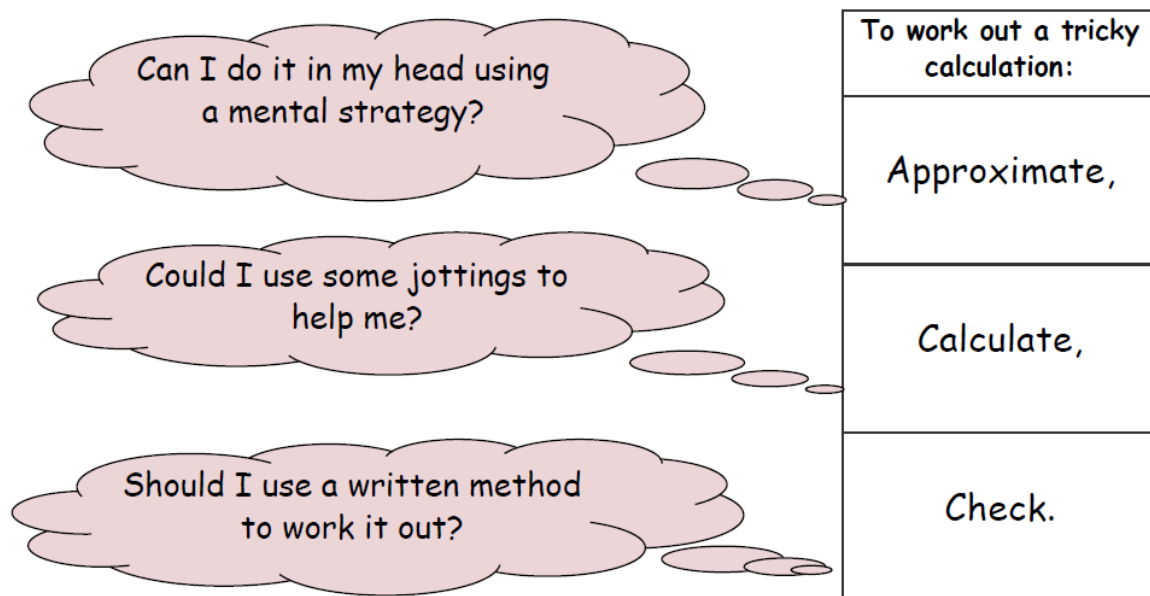 Can I do it in my head using
a mental strategy?
Could I use some jottings to
help me?
Should I use a written method
to work it out?
To work out a tricky
calculation:
Approximate,
Calculate,
Check.